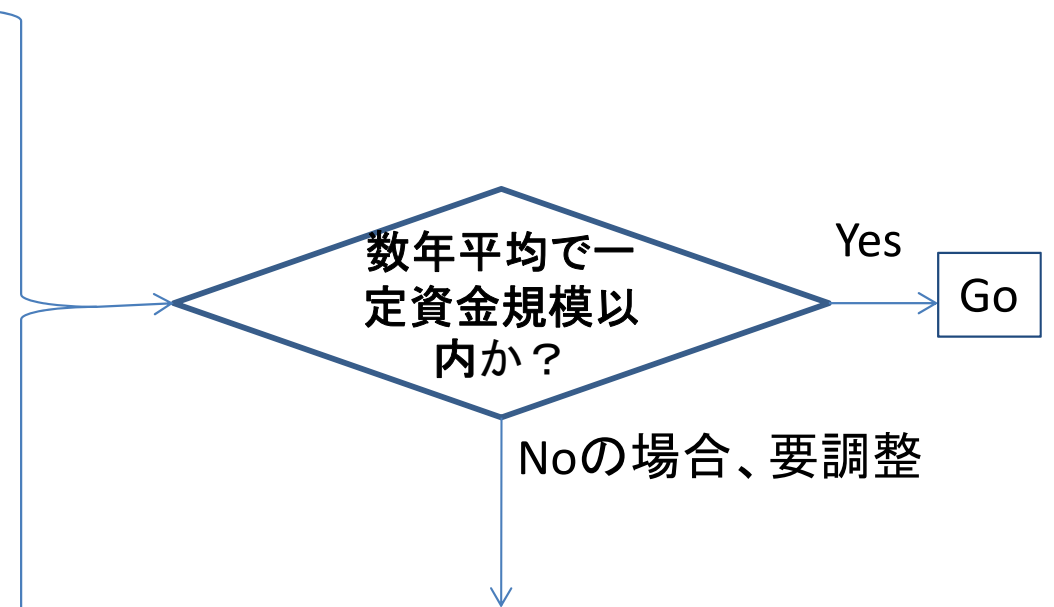 数年平均で一
定資金規模以
内か？
Yes
Go
Noの場合、要調整